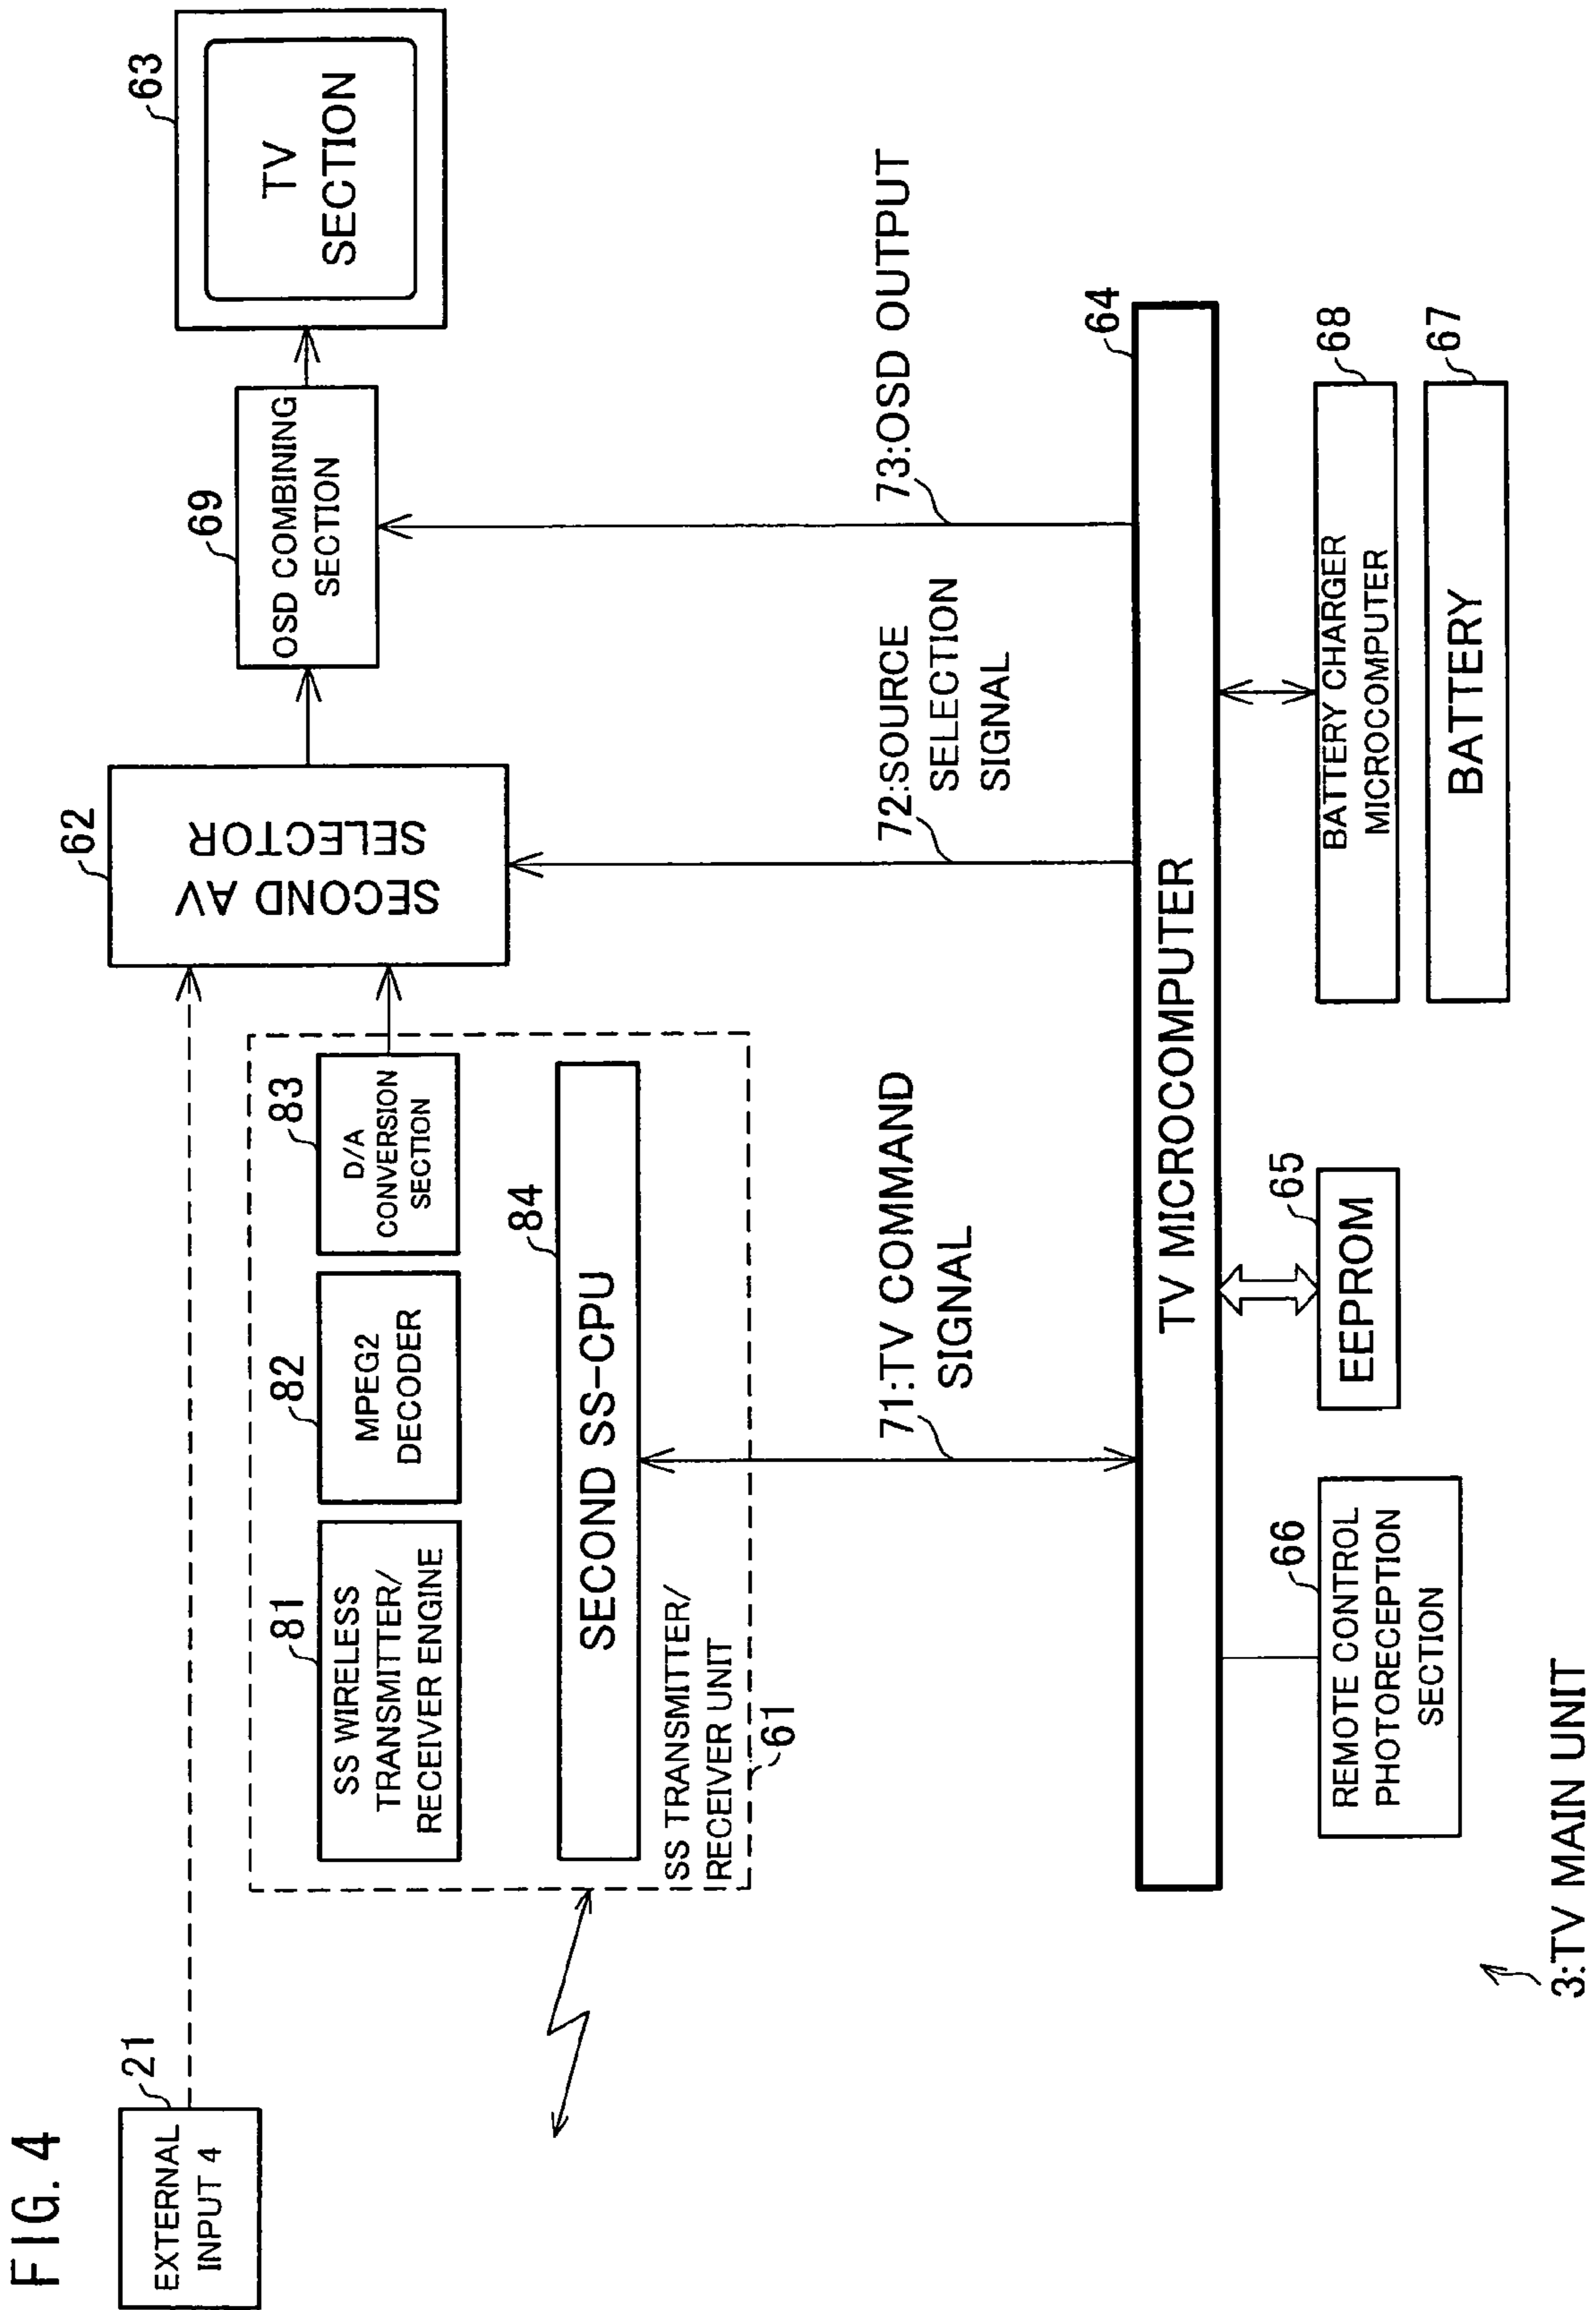 FIG. 4
EXTERNAL
INPUT 4
21
62
SECOND AV
SELECTOR
69
OSD COMBINING
SECTION
63
TV
SECTION
81
SS WIRELESS
TRANSMITTER/
RECEIVER ENGINE
82
MPEG2
DECODER
83
D/A
CONVERSION
SECTION
84
SECOND SS-CPU
SS TRANSMITTER/
RECEIVER UNIT
61
71:TV COMMAND
SIGNAL
72:SOURCE
SELECTION
SIGNAL
73:OSD OUTPUT
64
TV MICROCOMPUTER
66
REMOTE CONTROL
PHOTORECEPTION
SECTION
65
EEPROM
68
BATTERY CHARGER
MICROCOMPUTER
67
BATTERY
3:TV MAIN UNIT